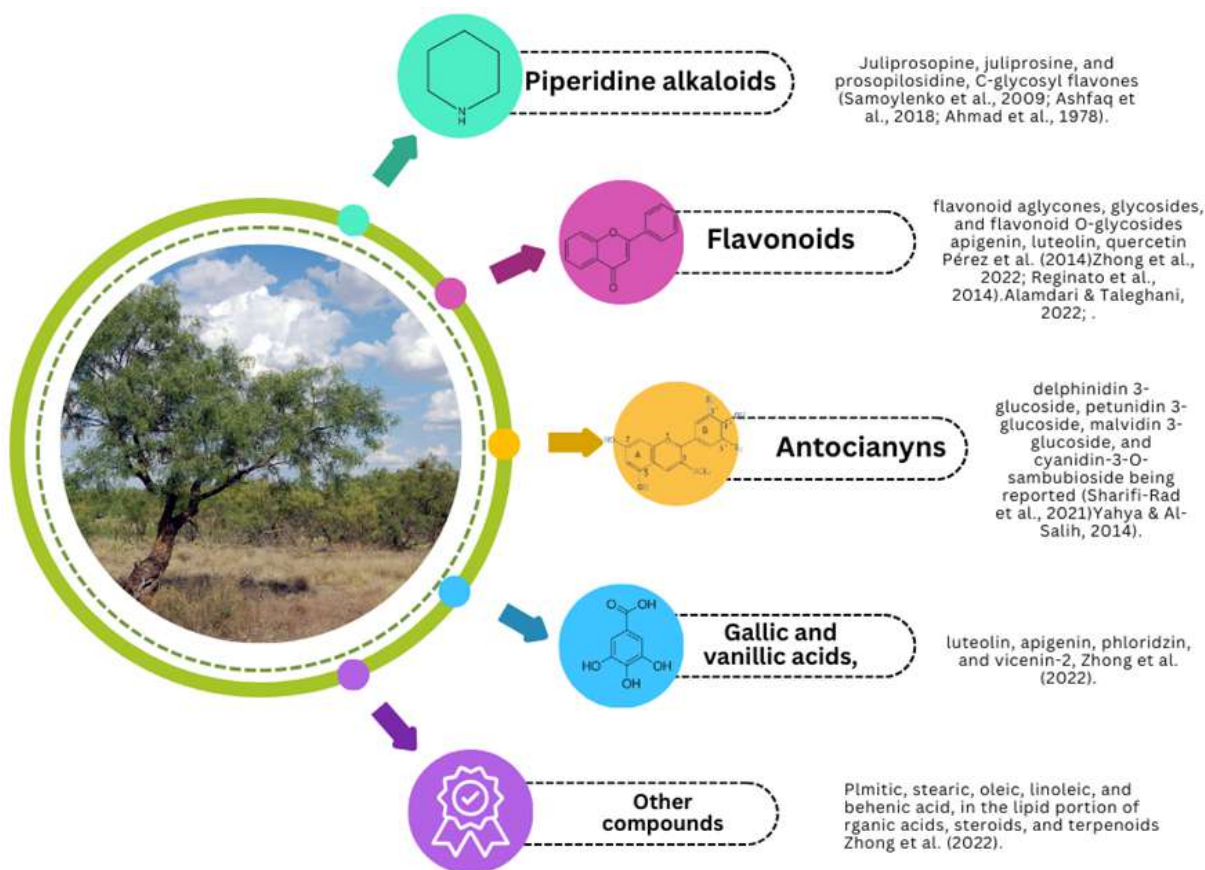 N
H
Piperidine alkaloids
Juliprosopine, juliprosine, and
prosopilosidine, C-glycosyl flavones
(Samoylenko et al., 2009; Ashfaq et
al., 2018; Ahmad et al., 1978).
O
O
Flavonoids
flavonoid aglycones, glycosides,
and flavonoid O-glycosides
apigenin, luteolin, quercetin
Pérez et al. (2014)Zhong et al.,
2022; Reginato et al.,
2014).Alamdari & Taleghani,
2022; .
A
B
Antocianyns
delphinidin 3-
glucoside, petunidin 3-
glucoside, malvidin 3-
glucoside, and
cyanidin-3-O-
sambubioside being
reported (Sharifi-Rad
et al., 2021)Yahya & Al-
Salih, 2014).
O
OH
HO
OH
OH
Gallic and
vanillic acids,
luteolin, apigenin, phloridzin,
and vicenin-2, Zhong et al.
(2022).
Other
compounds
Plmitic, stearic, oleic, linoleic, and
behenic acid, in the lipid portion of
rganic acids, steroids, and terpenoids
Zhong et al. (2022).